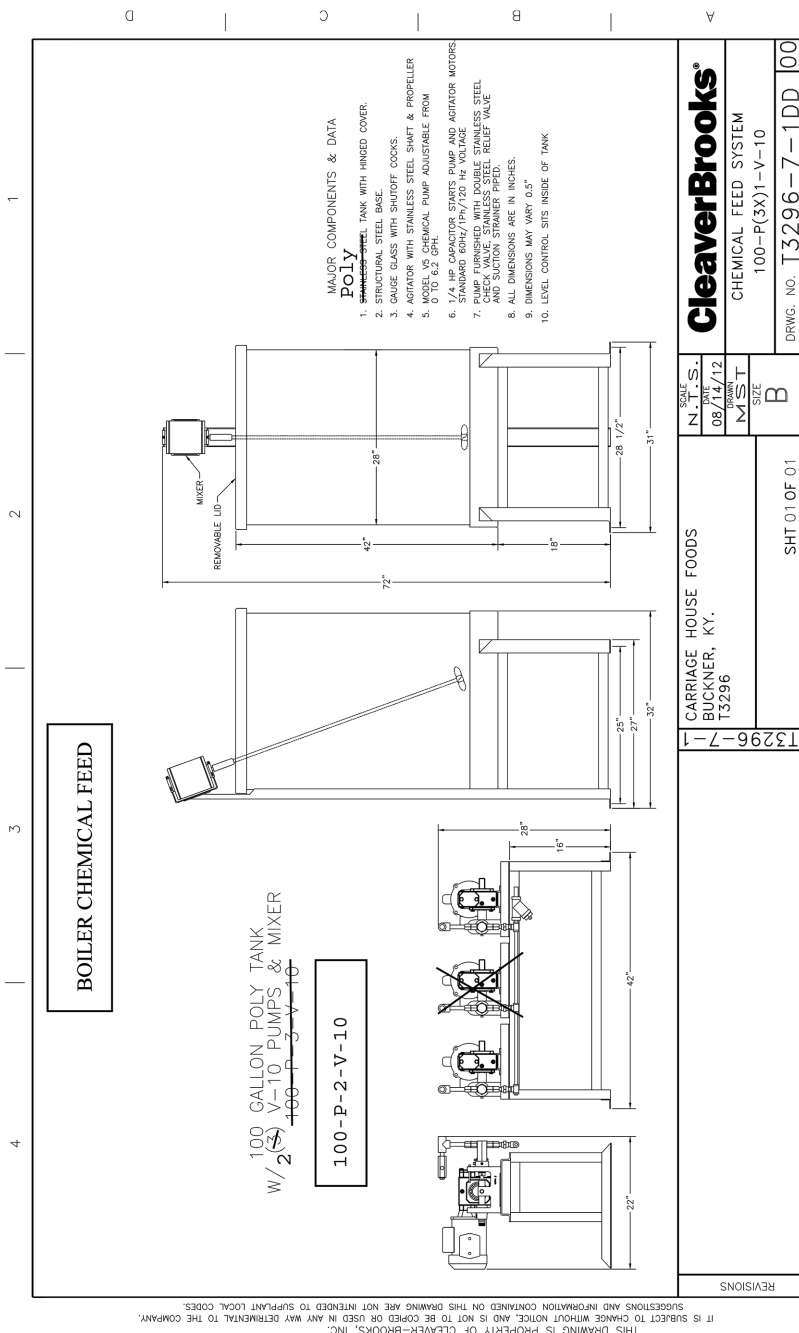 BOILER CHEMICAL FEED
100 GALLON POLY TANK
W/ 2 (3) V-10 PUMPS & MIXER
100-P-3-V-10
100-P-2-V-10
MIXER
REMOVABLE LID
22"
42"
16"
28"
25"
27"
32"
72"
42"
18"
28"
28 1/2"
31"
MAJOR COMPONENTS & DATA
Poly
1. STAINLESS STEEL TANK WITH HINGED COVER.
2. STRUCTURAL STEEL BASE.
3. GAUGE GLASS WITH SHUTOFF COCKS.
4. AGITATOR WITH STAINLESS STEEL SHAFT & PROPELLER
5. MODEL V5 CHEMICAL PUMP ADJUSTABLE FROM
0 TO 6.2 GPH.
6. 1/4 HP CAPACITOR STARTS PUMP AND AGITATOR MOTORS.
STANDARD 60Hz/1Ph/120 Hz VOLTAGE
7. PUMP FURNISHED WITH DOUBLE STAINLESS STEEL
CHECK VALVE, STAINLESS STEEL RELIEF VALVE
AND SUCTION STRAINER PIPED.
8. ALL DIMENSIONS ARE IN INCHES.
9. DIMENSIONS MAY VARY 0.5"
10. LEVEL CONTROL SITS INSIDE OF TANK
4
3
2
1
D
C
B
A
REVISIONS
T3296-7-1
CARRIAGE HOUSE FOODS
BUCKNER, KY.
T3296
SHT 01 OF 01
SCALE
N.T.S.
DATE
08/14/12
DRAWN
MST
SIZE
B
CleaverBrooks®
CHEMICAL FEED SYSTEM
100-P(3X)1-V-10
DRWG. NO. T3296-7-1DD 00
THIS DRAWING IS PROPERTY OF CLEAVER-BROOKS, INC.
IT IS SUBJECT TO CHANGE WITHOUT NOTICE, AND IS NOT TO BE COPIED OR USED IN ANY WAY DETRIMENTAL TO THE COMPANY.
SUGGESTIONS AND INFORMATION CONTAINED ON THIS DRAWING ARE NOT INTENDED TO SUPPLANT LOCAL CODES.